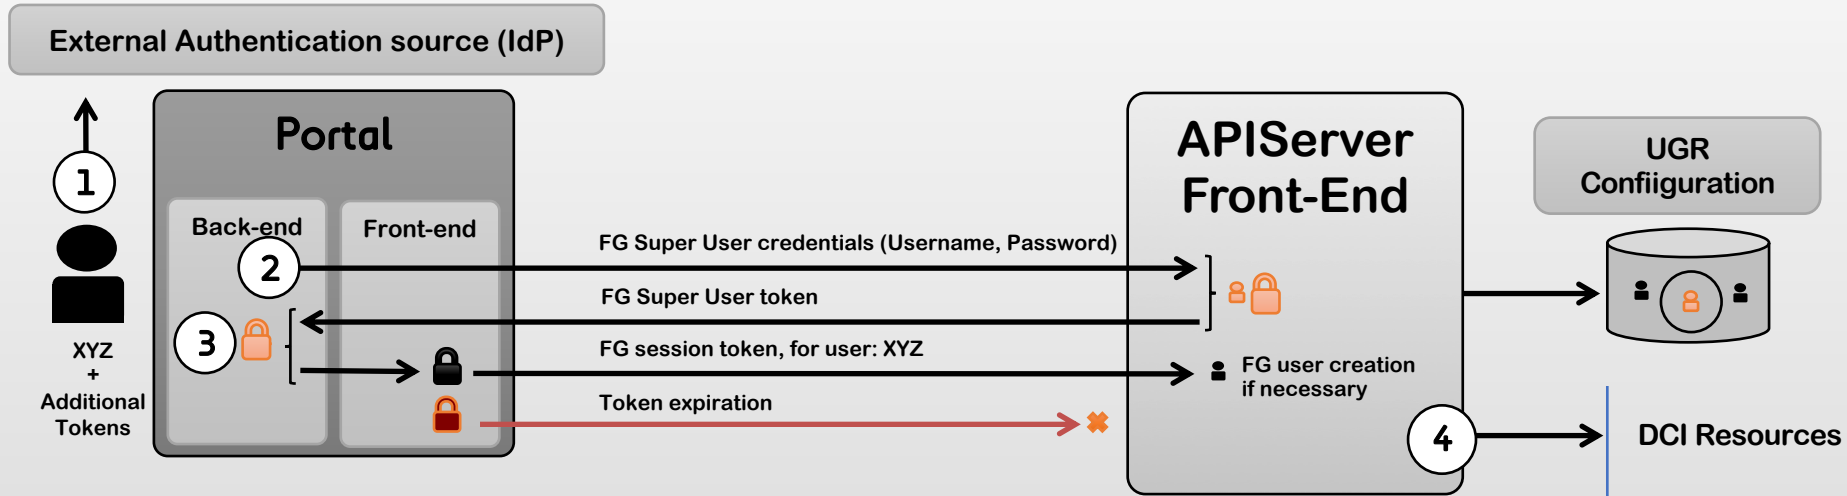 External Authentication source (IdP)
1
XYZ
+
Additional
Tokens
Portal
Back-end
2
3
Front-end
FG Super User credentials (Username, Password)
FG Super User token
FG session token, for user: XYZ
Token expiration
APIServer
Front-End
FG user creation
if necessary
4
UGR
Confiiguration
DCI Resources